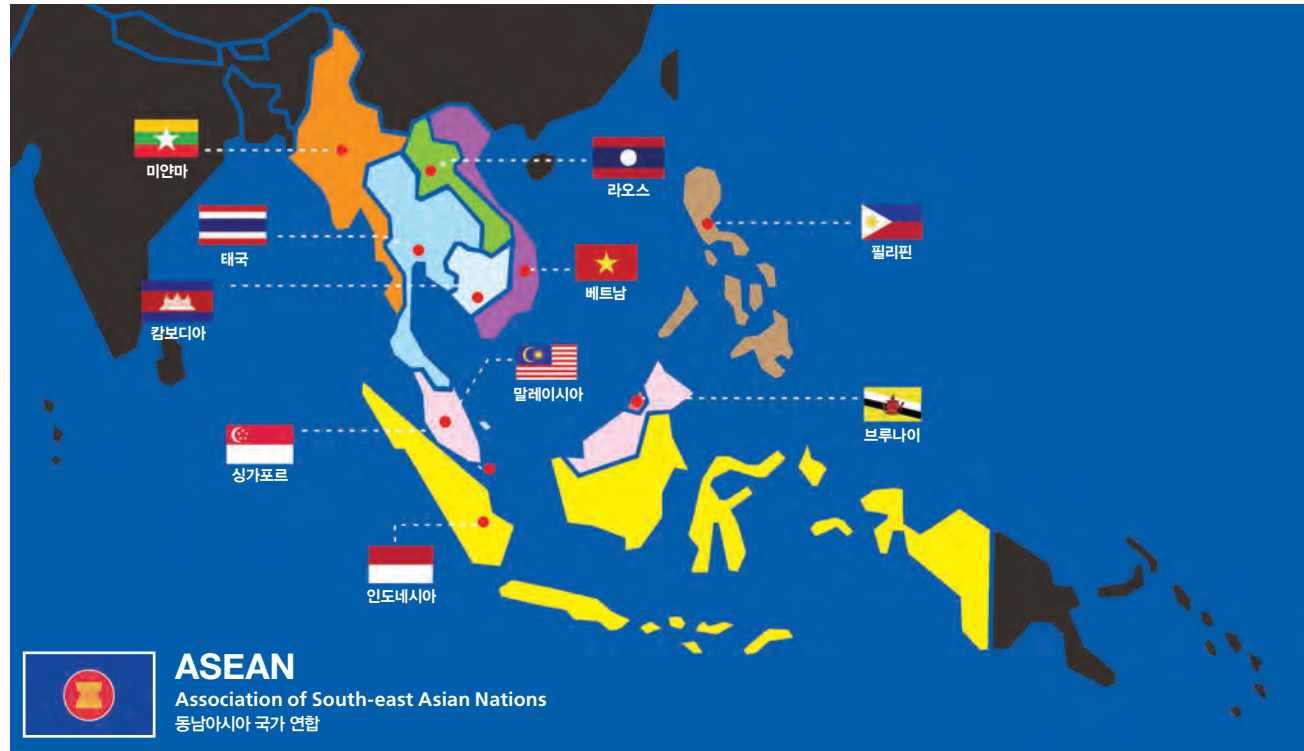 미얀마
라오스
태국
필리핀
베트남
캄보디아
말레이시아
브루나이
싱가포르
인도네시아
ASEAN
Association of South-east Asian Nations
동남아시아 국가 연합